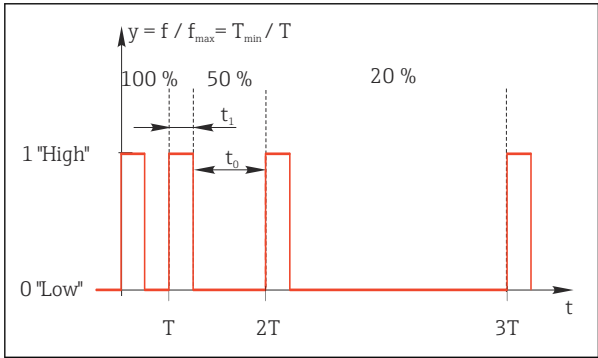 y = f / fmax= Tmin / T
100 % 50 % 20 %
t1
1 "High"
t0
0 "Low"
t
T 2T 3T